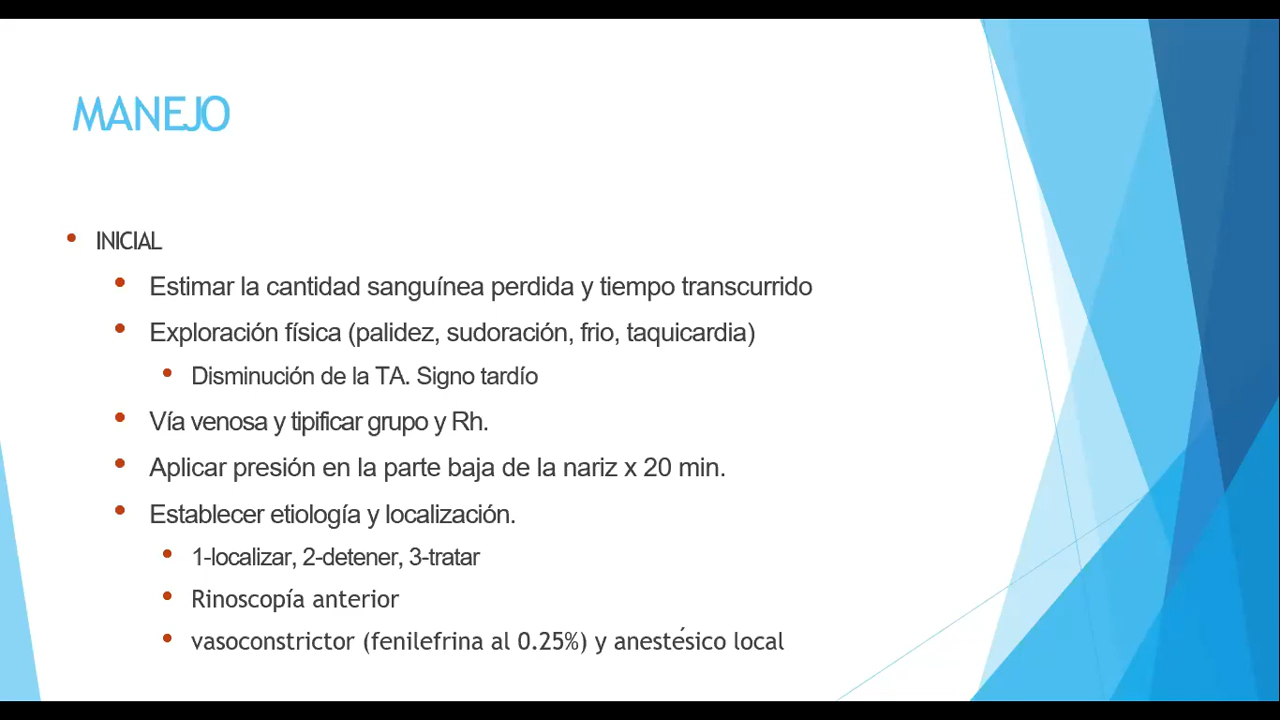 MANEJO
• INICIAL
• Estimar la cantidad sanguínea perdida y tiempo transcurrido
• Exploración física (palidez, sudoración, frio, taquicardia)
• Disminución de la TA. Signo tardío
• Vía venosa y tipificar grupo y Rh.
• Aplicar presión en la parte baja de la nariz x 20 min.
• Establecer etiología y localización.
• 1-localizar, 2-detener, 3-tratar
• Rinoscopía anterior
• vasoconstrictor (fenilefrina al 0.25%) y anestésico local